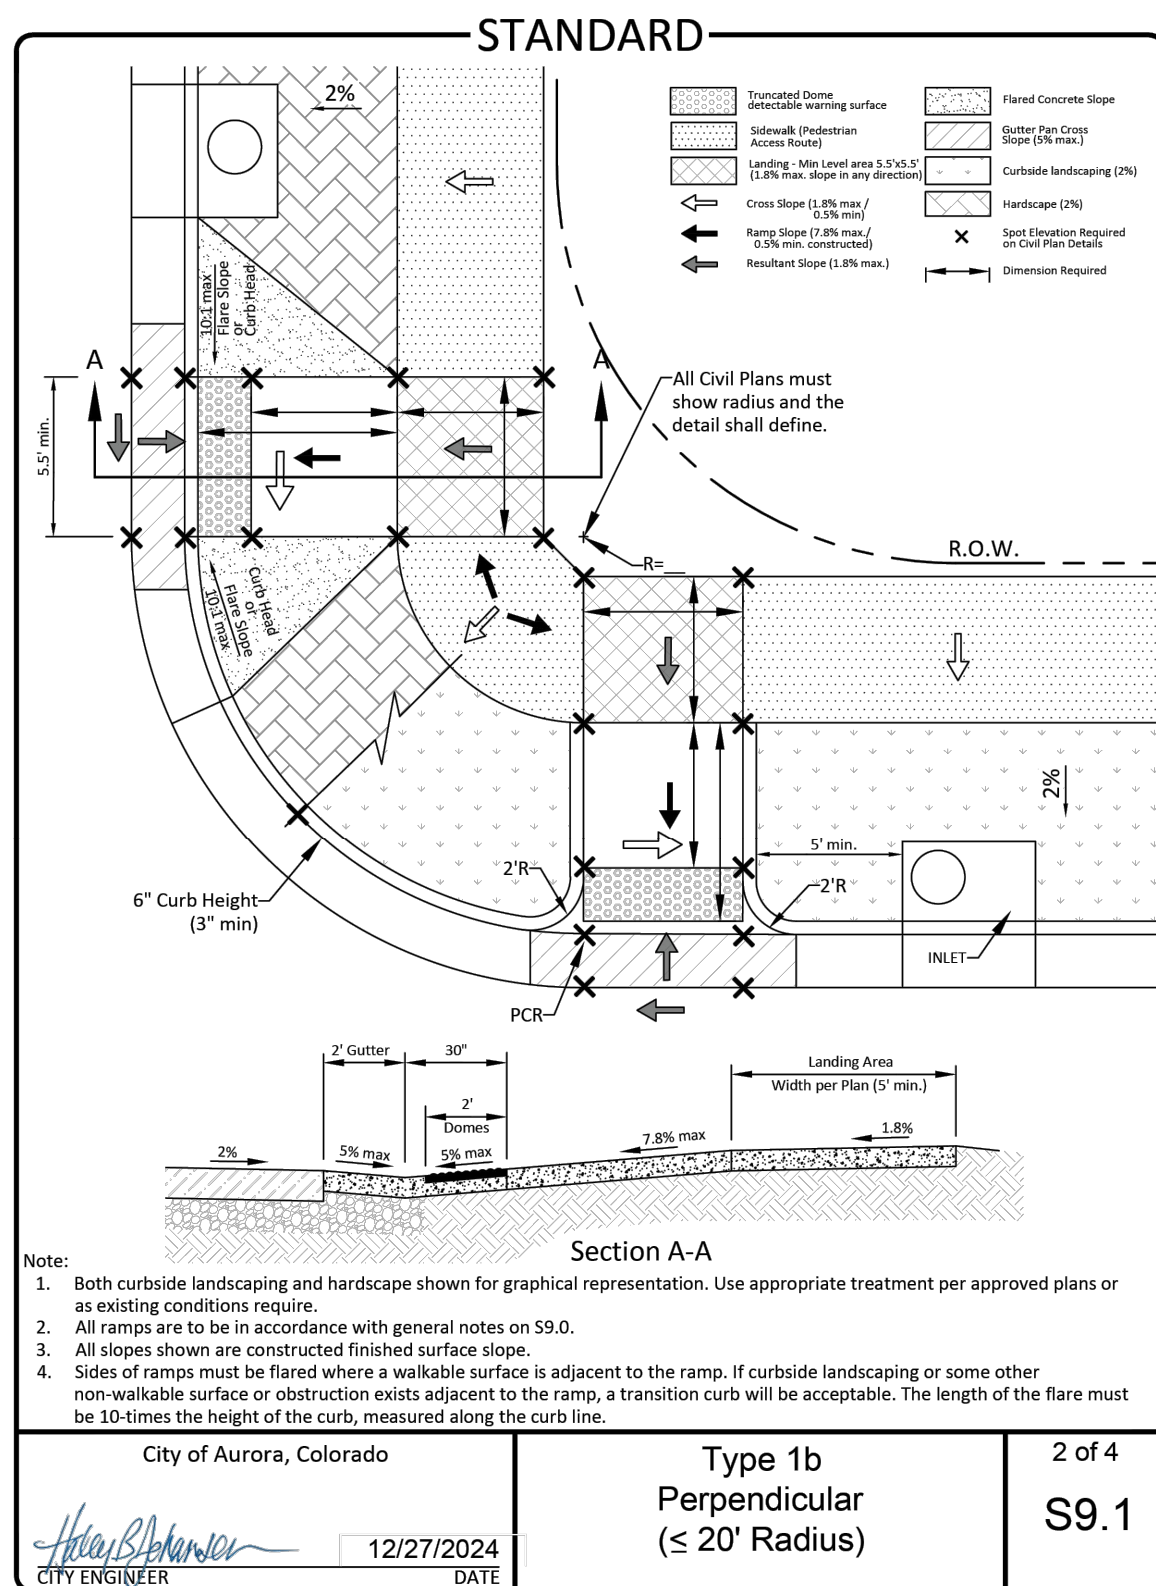 STANDARD
2%
Truncated Dome
detectable warning surface
Sidewalk (Pedestrian
Access Route)
Landing - Min Level area 5.5'x5.5'
(1.8% max. slope in any direction)
Cross Slope (1.8% max /
0.5% min)
Ramp Slope (7.8% max./
0.5% min. constructed)
Resultant Slope (1.8% max.)
Flared Concrete Slope
Gutter Pan Cross
Slope (5% max.)
Curbside landscaping (2%)
Hardscape (2%)
Spot Elevation Required
on Civil Plan Details
Dimension Required
10:1 max
Flare Slope
or
Curb Head
A
A
5.5' min.
All Civil Plans must
show radius and the
detail shall define.
R=__
R.O.W.
Curb Head
or
Flare Slope
10:1 max
2%
5' min.
2'R
2'R
6" Curb Height
(3" min)
INLET
PCR
2' Gutter
30"
Landing Area
Width per Plan (5' min.)
2'
Domes
2%
5% max
5% max
7.8% max
1.8%
Section A-A
Note:
1. Both curbside landscaping and hardscape shown for graphical representation. Use appropriate treatment per approved plans or
as existing conditions require.
2. All ramps are to be in accordance with general notes on S9.0.
3. All slopes shown are constructed finished surface slope.
4. Sides of ramps must be flared where a walkable surface is adjacent to the ramp. If curbside landscaping or some other
non-walkable surface or obstruction exists adjacent to the ramp, a transition curb will be acceptable. The length of the flare must
be 10-times the height of the curb, measured along the curb line.
City of Aurora, Colorado
12/27/2024
CITY ENGINEER DATE
Type 1b
Perpendicular
(≤ 20' Radius)
2 of 4
S9.1